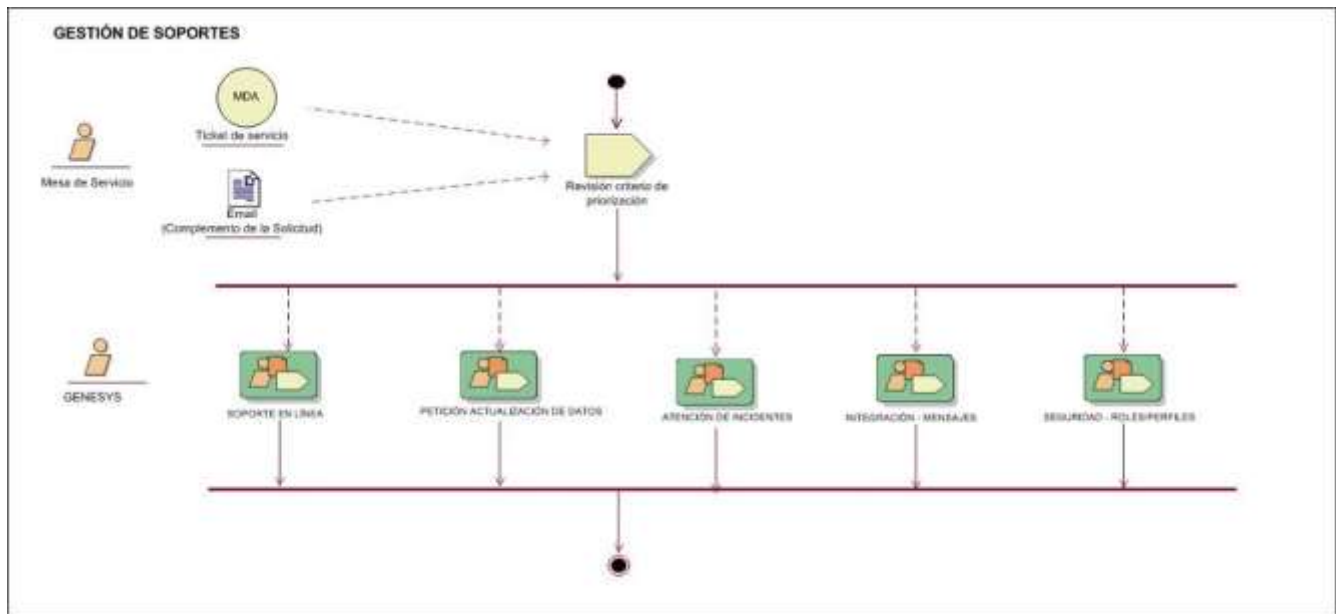 GESTIÓN DE SOPORTES
MDA
Ticket de servicio
Mesa de Servicio
Email
(Complemento de la Solicitud)
Revisión criterio de
priorización
GENESYS
SOPORTE EN LÍNEA
PETICIÓN ACTUALIZACIÓN DE DATOS
ATENCIÓN DE INCIDENTES
INTEGRACIÓN - MENSAJES
SEGURIDAD - ROLES/PERFILES